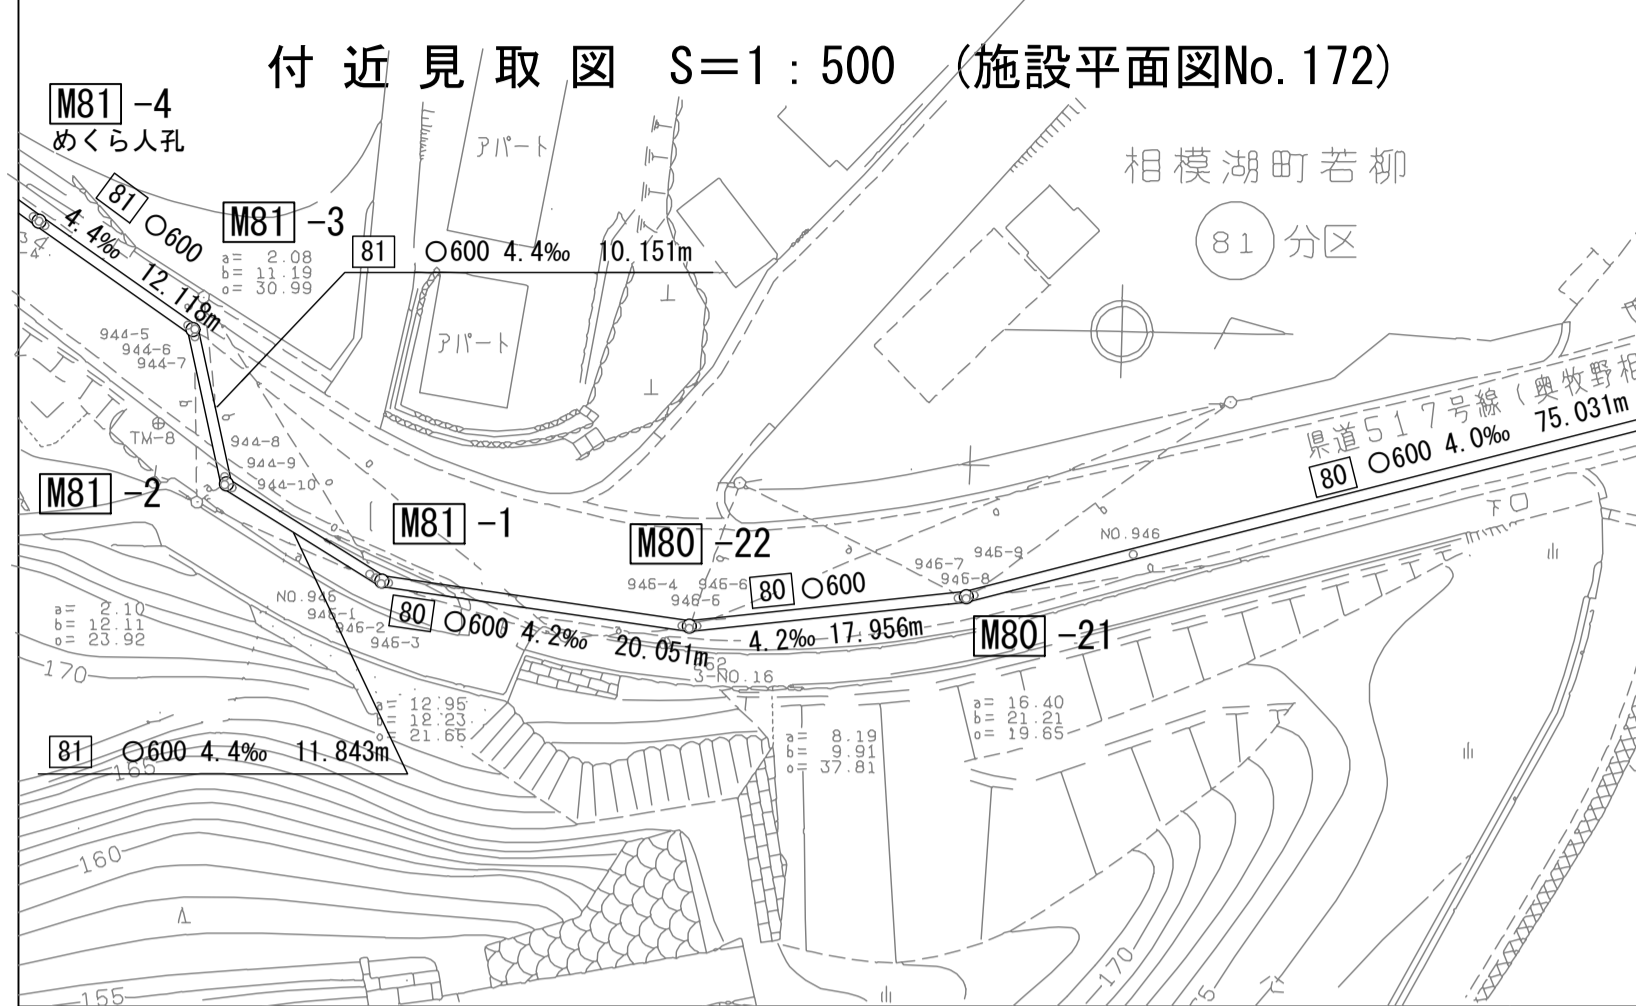 付近見取図 S=1:500 (施設平面図No.172)
M81 -4
めくら人孔
アパート
相模湖町若柳
81 分区
81 ○600
4.4‰ 12.118m
M81 -3
a= 2.08
b= 11.19
o= 30.99
81 ○600 4.4‰ 10.151m
アパート
944-5
944-6
944-7
TM-8
944-8
944-9
944-10
M81 -2
M81 -1
M80 -22
県道517号線(奥牧野相
80 ○600 4.0‰ 75.031m
下口
NO.946
946-9
946-7
946-8
946-4 946-6
946-5
80 ○600
4.2‰ 17.956m
M80 -21
NO.945
945-1
945-2
945-3
80 ○600 4.2‰ 20.051m
3-NO.16
a= 2.10
b= 12.11
o= 23.92
170
a= 12.95
b= 12.23
o= 21.65
a= 8.19
b= 9.91
o= 37.81
a= 16.40
b= 21.21
o= 19.65
81 ○600 4.4‰ 11.843m
165
160
155
170